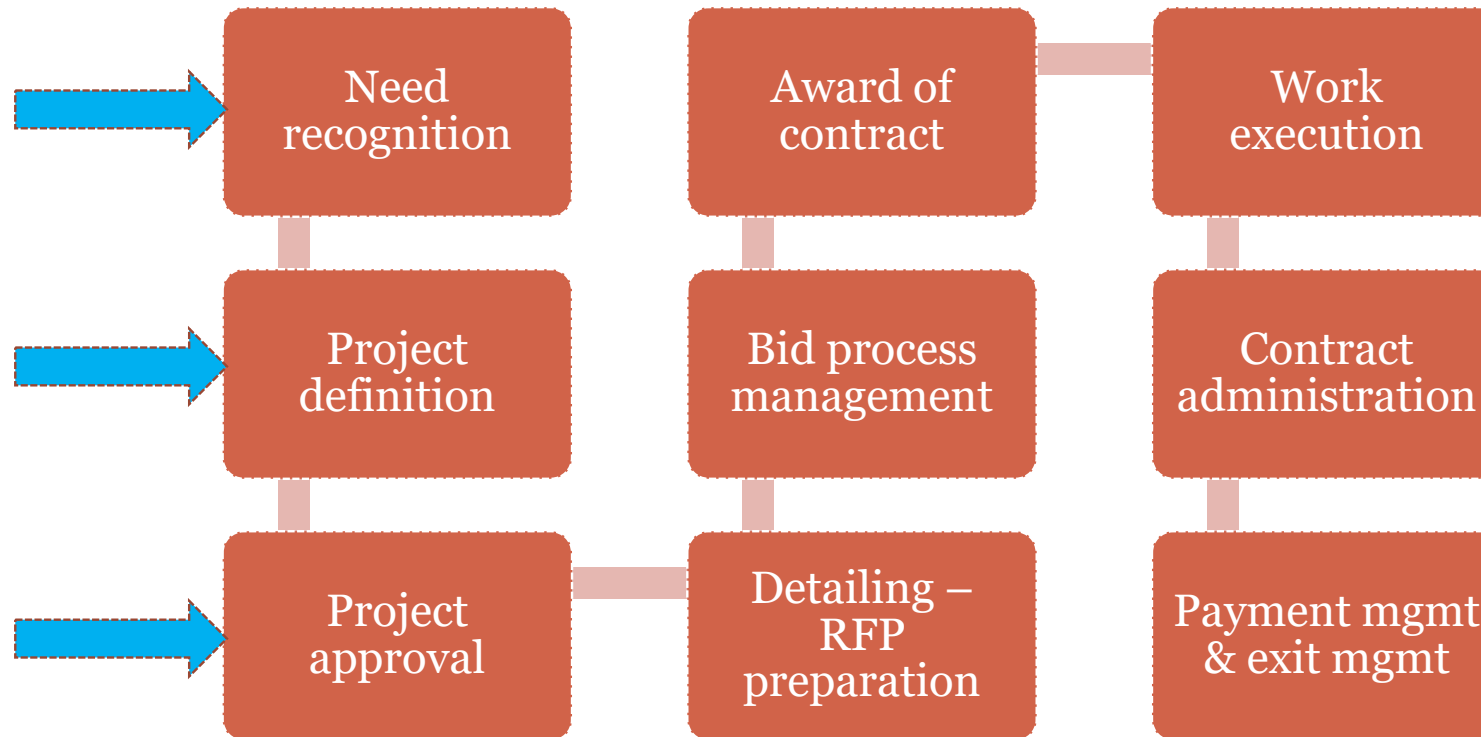 Need
recognition
Project
definition
Project
approval
Detailing –
RFP
preparation
Bid process
management
Award of
contract
Work
execution
Contract
administration
Payment mgmt
& exit mgmt